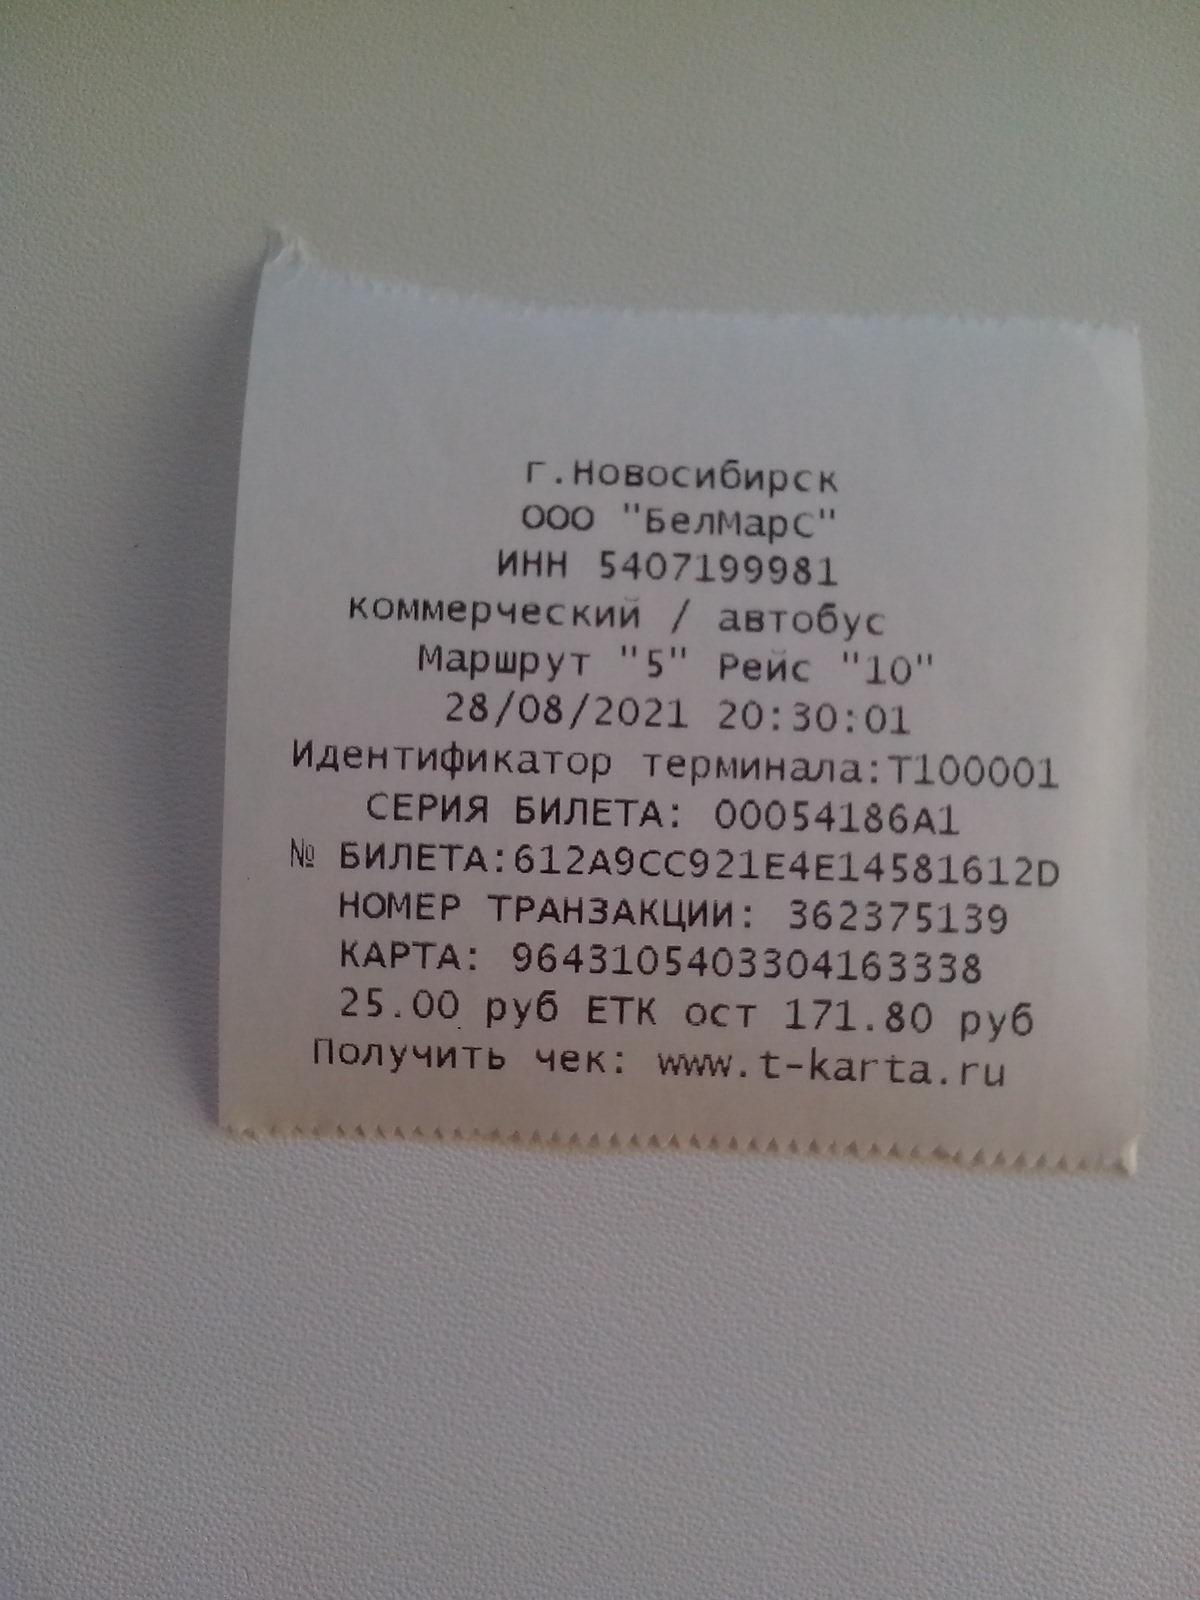 г.Новосибирск
ООО "БелМарС"
ИНН 5407199981
коммерческий / автобус
Маршрут "5" Рейс "10"
28/08/2021 20:30:01
Идентификатор терминала:Т100001
СЕРИЯ БИЛЕТА: 00054186A1
№ БИЛЕТА:612A9CC921E4E14581612D
НОМЕР ТРАНЗАКЦИИ: 362375139
КАРТА: 9643105403304163338
25.00 руб ЕТК ост 171.80 руб
Получить чек: www.t-karta.ru